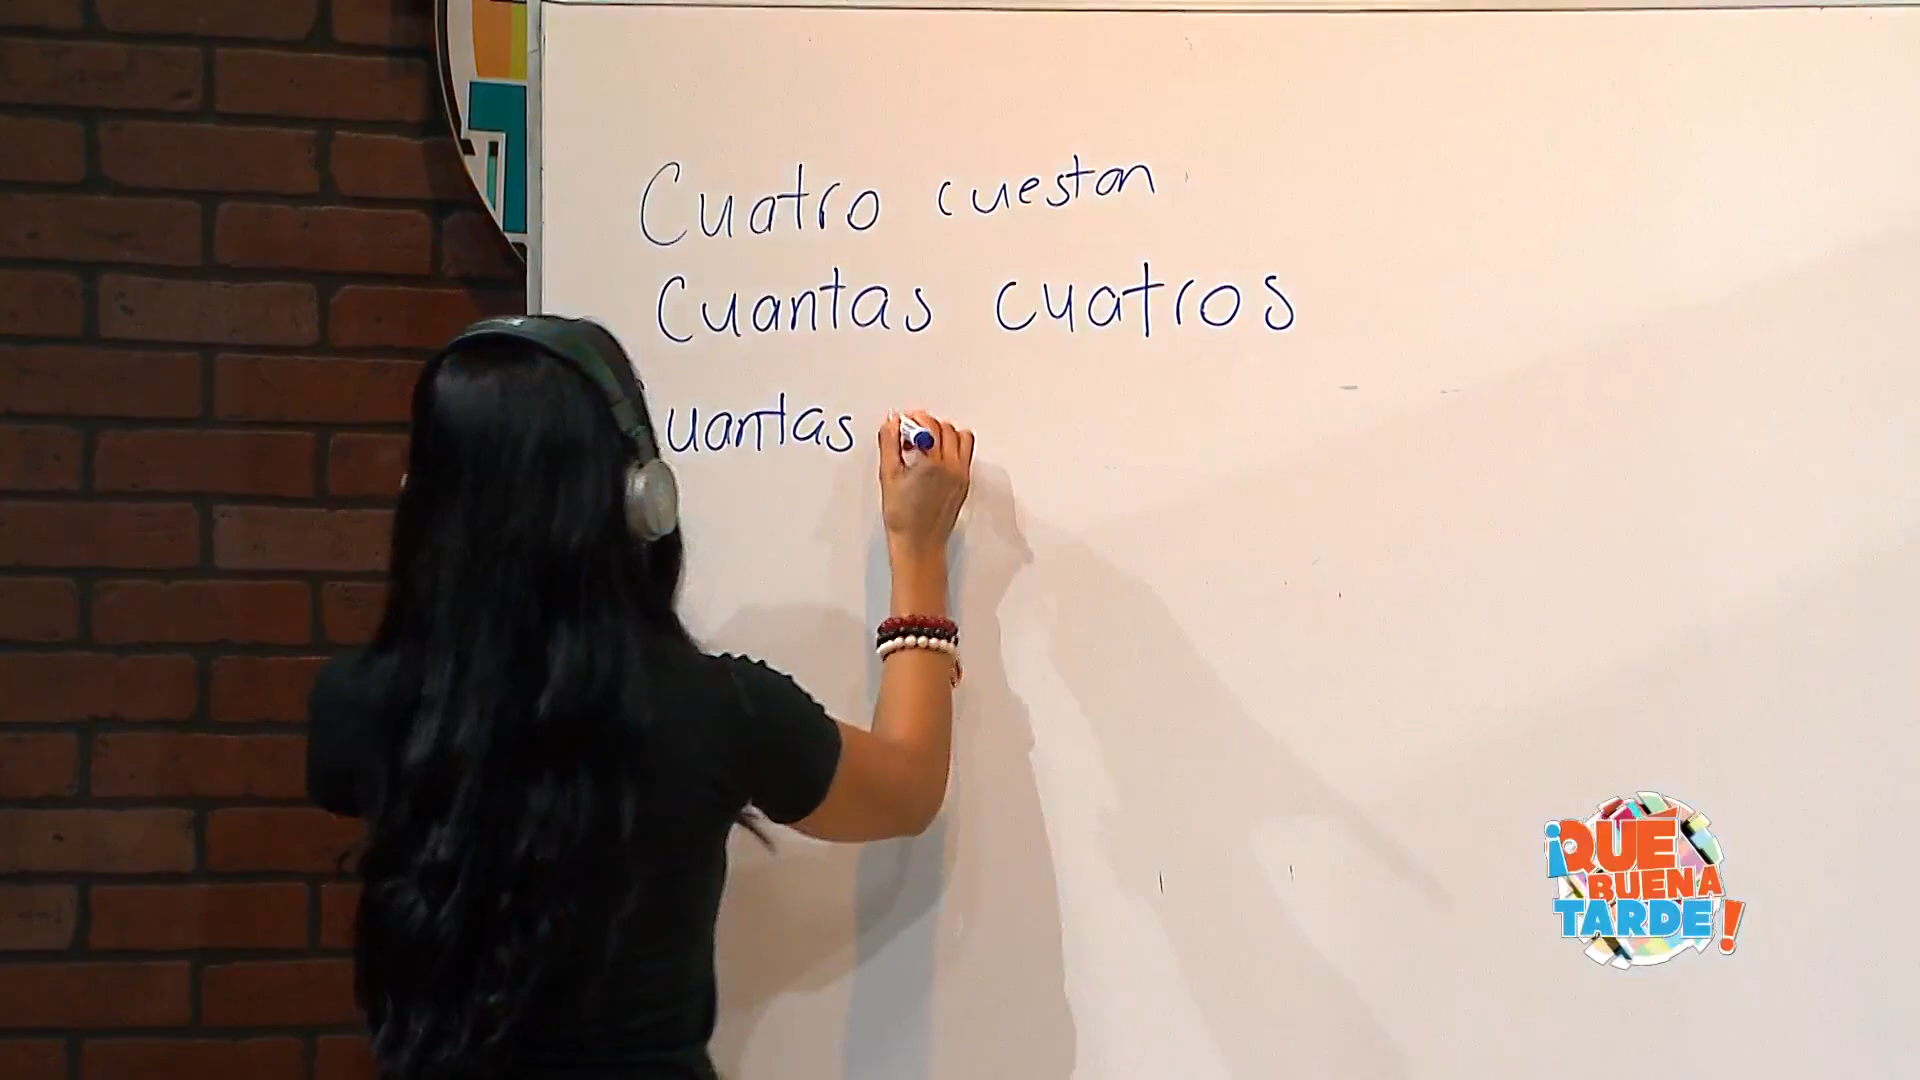 Cuatro cuestan
Cuantas cuatros
uantas
¡QUÉ
BUENA
TARDE!